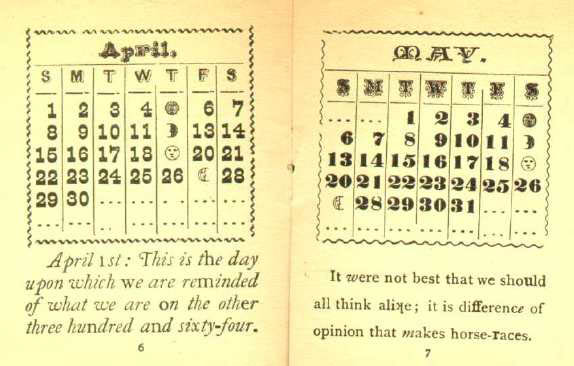 April.
S M T W T F S
1 2 3 4 6 7
8 9 10 11 13 14
15 16 17 18 20 21
22 23 24 25 26 28
29 30 ... ... ... ... ...
... ... ... ... ... ... ...
April 1st: This is the day
upon which we are reminded
of what we are on the other
three hundred and sixty-four.
6
MAY.
S M T W T F S
... ... 1 2 3 4
6 7 8 9 10 11
13 14 15 16 17 18
20 21 22 23 24 25 26
28 29 30 31 ... ...
... ... ... ... ... ... ...
It were not best that we should
all think aliʞe; it is difference of
opinion that makes horse-races.
7